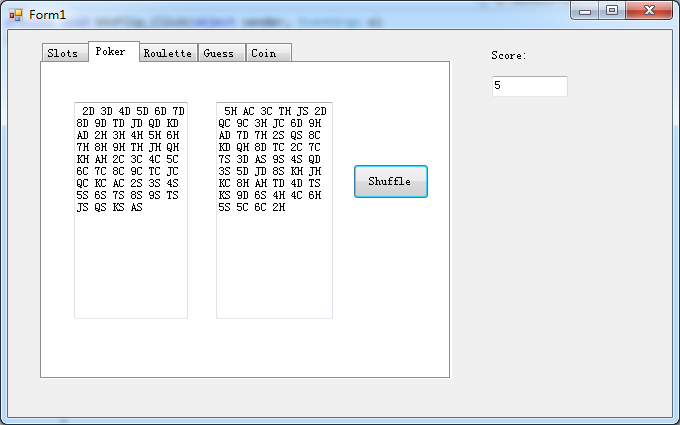 Form1
Slots Poker Roulette Guess Coin
Score:
5
2D 3D 4D 5D 6D 7D
8D 9D TD JD QD KD
AD 2H 3H 4H 5H 6H
7H 8H 9H TH JH QH
KH AH 2C 3C 4C 5C
6C 7C 8C 9C TC JC
QC KC AC 2S 3S 4S
5S 6S 7S 8S 9S TS
JS QS KS AS
5H AC 3C TH JS 2D
QC 9C 3H JC 6D 9H
AD 7D 7H 2S QS 8C
KD QH 8D TC 2C 7C
7S 3D AS 9S 4S QD
3S 5D JD 8S KH JH
KC 8H AH TD 4D TS
KS 9D 6S 4H 4C 6H
5S 5C 6C 2H
Shuffle